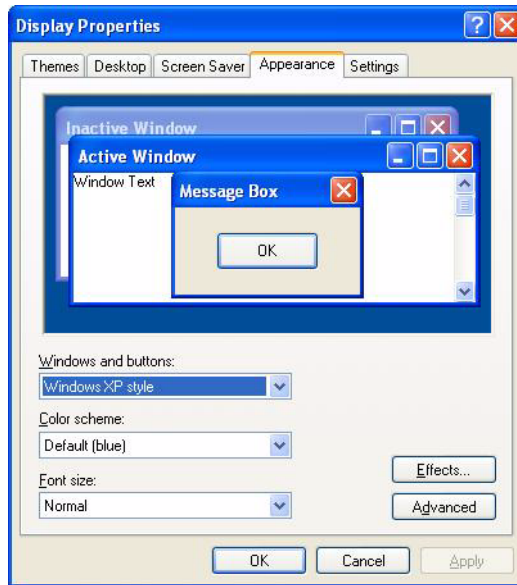 Display Properties
Themes Desktop Screen Saver Appearance Settings
Inactive Window
Active Window
Window Text
Message Box
OK
Windows and buttons:
Windows XP style
Color scheme:
Default (blue)
Effects...
Font size:
Normal
Advanced
OK Cancel Apply